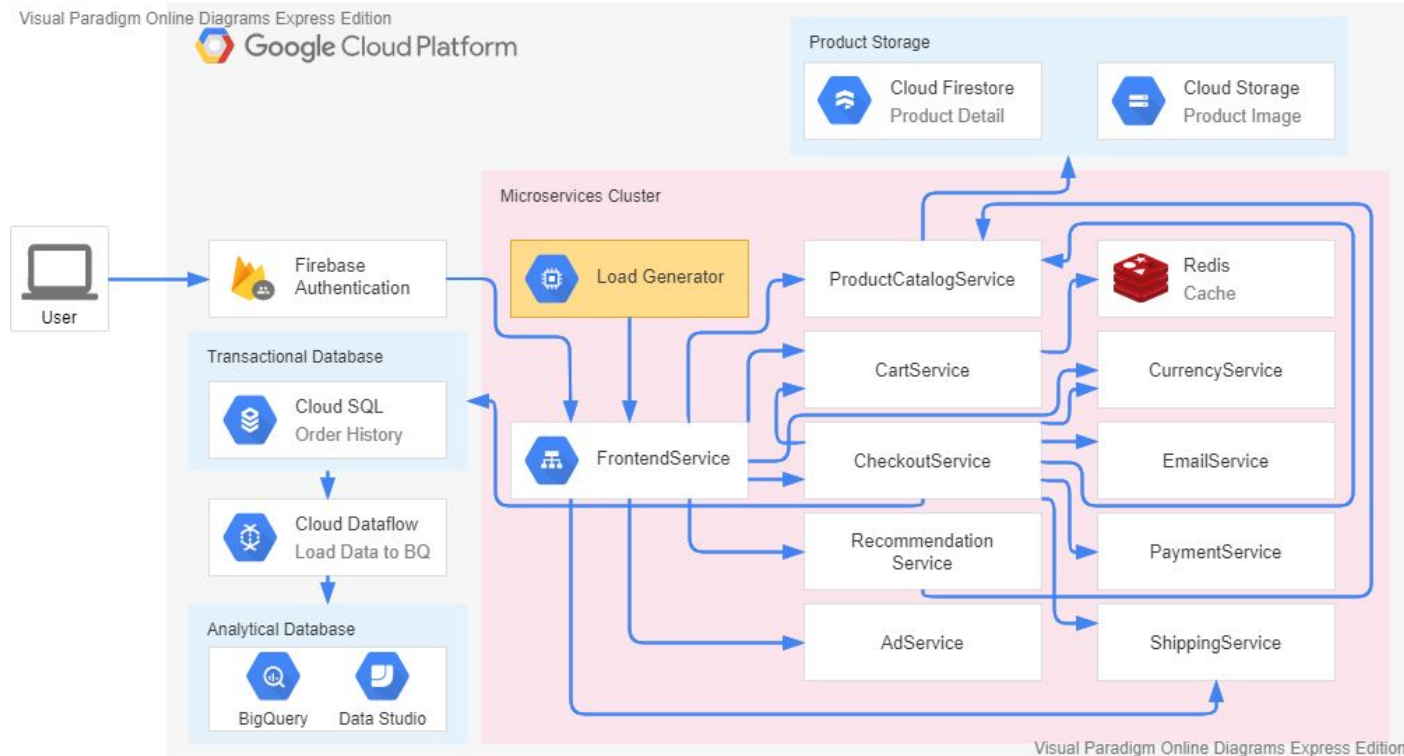 Visual Paradigm Online Diagrams Express Edition
Google Cloud Platform
Product Storage
Cloud Firestore
Product Detail
Cloud Storage
Product Image
Microservices Cluster
User
Firebase
Authentication
Load Generator
ProductCatalogService
Redis
Cache
Transactional Database
Cloud SQL
Order History
CartService
CurrencyService
FrontendService
CheckoutService
EmailService
Cloud Dataflow
Load Data to BQ
Recommendation
Service
PaymentService
Analytical Database
BigQuery
Data Studio
AdService
ShippingService
Visual Paradigm Online Diagrams Express Edition